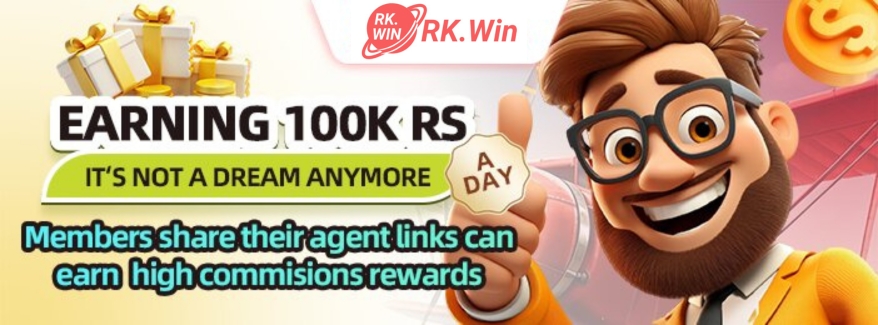 RK.
WIN
RK.Win
EARNING 100K RS
IT'S NOT A DREAM ANYMORE
A
DAY
Members share their agent links can
earn high commisions rewards